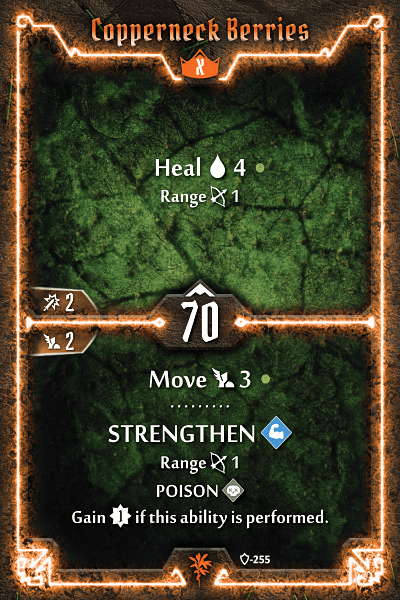 Copperneck Berries
X
Heal 4
Range 1
2
70
2
Move 3
STRENGTHEN
Range 1
POISON
Gain 1 if this ability is performed.
-255